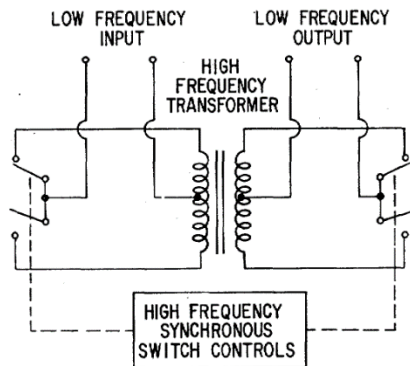 LOW FREQUENCY
INPUT
LOW FREQUENCY
OUTPUT
HIGH
FREQUENCY
TRANSFORMER
HIGH FREQUENCY
SYNCHRONOUS
SWITCH CONTROLS